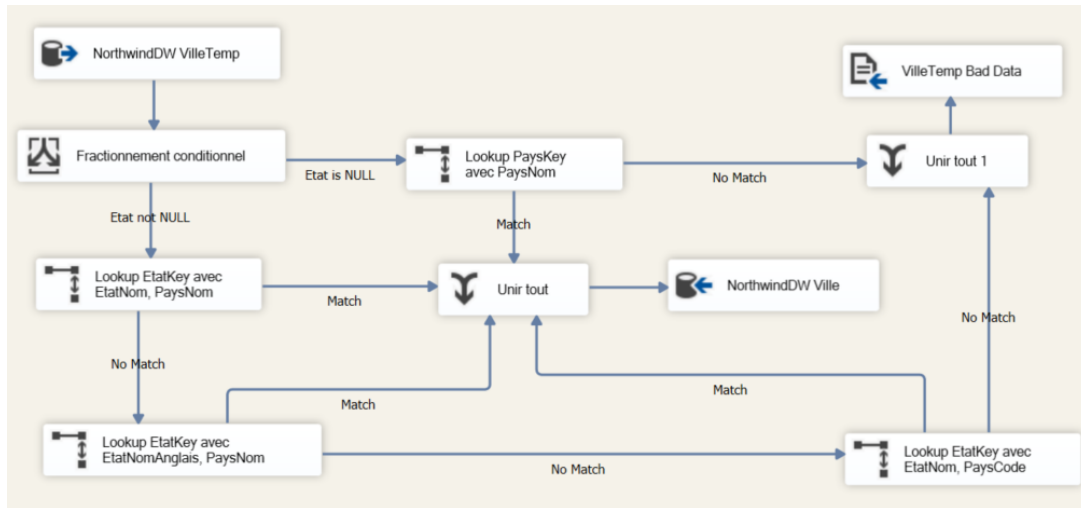 NorthwindDW VilleTemp
VilleTemp Bad Data
Fractionnement conditionnel
Etat is NULL
Lookup PaysKey
avec PaysNom
No Match
Unir tout 1
Etat not NULL
Match
Lookup EtatKey avec
EtatNom, PaysNom
Match
Unir tout
NorthwindDW Ville
No Match
No Match
Match
Match
Lookup EtatKey avec
EtatNomAnglais, PaysNom
No Match
Lookup EtatKey avec
EtatNom, PaysCode